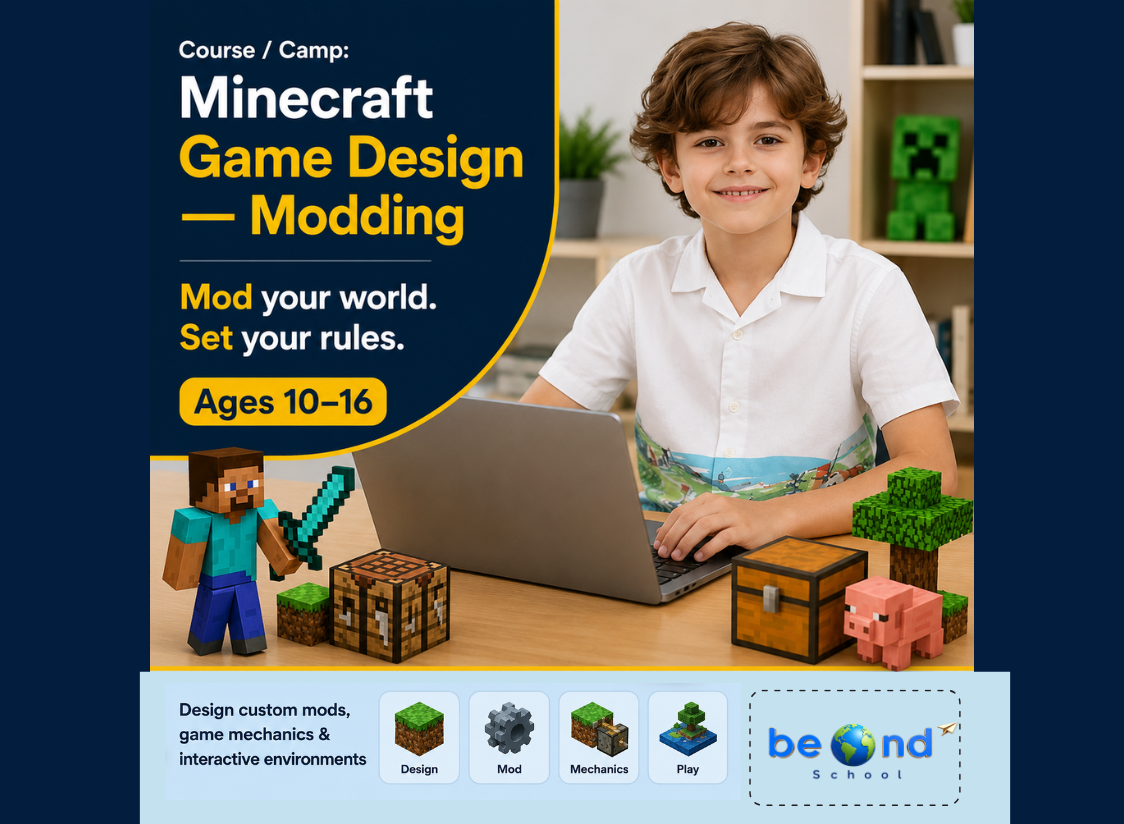 Course / Camp:
Minecraft
Game Design
— Modding
Mod your world.
Set your rules.
Ages 10–16
Design custom mods,
game mechanics &
interactive environments
Design
Mod
Mechanics
Play
be nd
School